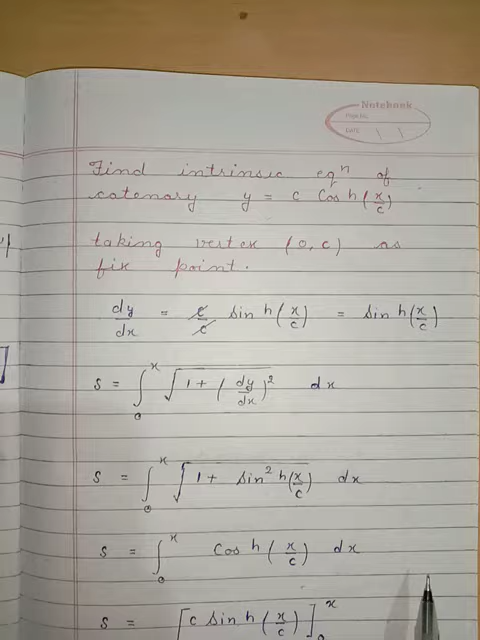 Notebook
Page No.
DATE
Find intrinsic eqⁿ of
catenary y = c Cos h (x/c)
taking vertex (0, c) as
fix point.
dy/dx = c/c Sin h (x/c) = Sin h (x/c)
s = ∫₀ˣ √(1 + (dy/dx)²) dx
s = ∫₀ˣ √(1 + Sin² h(x/c)) dx
s = ∫₀ˣ Cos h (x/c) dx
s = [c Sin h (x/c)]₀ˣ